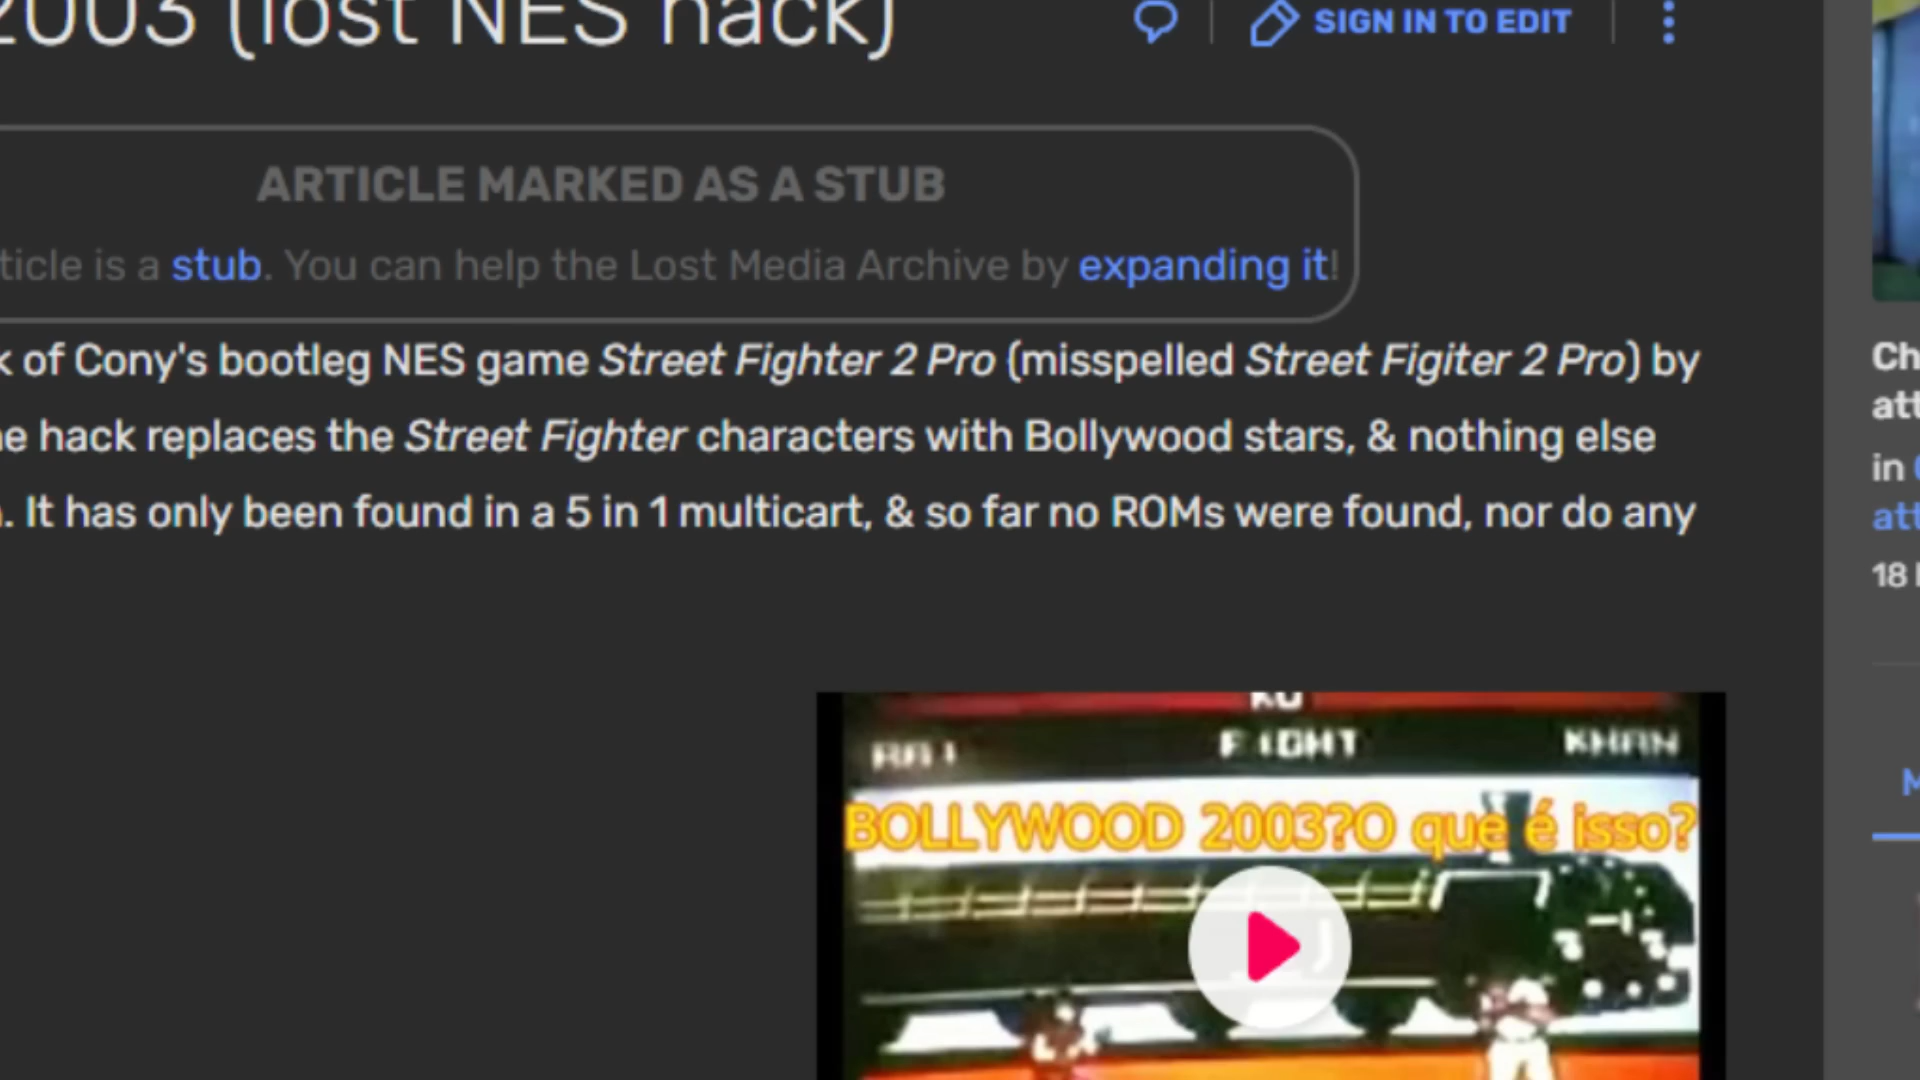 2003 (lost NES hack)
SIGN IN TO EDIT
ARTICLE MARKED AS A STUB
ticle is a stub. You can help the Lost Media Archive by expanding it!
k of Cony's bootleg NES game Street Fighter 2 Pro (misspelled Street Figiter 2 Pro) by
he hack replaces the Street Fighter characters with Bollywood stars, & nothing else
. It has only been found in a 5 in 1 multicart, & so far no ROMs were found, nor do any
Ch
att
in
att
18
M
KO
FIGHT
KHAN
BOLLYWOOD 2003?O que é isso?